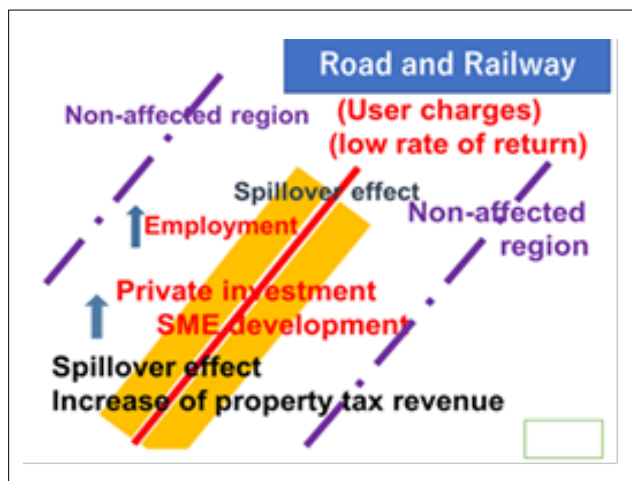 Road and Railway
(User charges)
(low rate of return)
Non-affected region
Spillover effect
Non-affected
region
Employment
Private investment
SME development
Spillover effect
Increase of property tax revenue